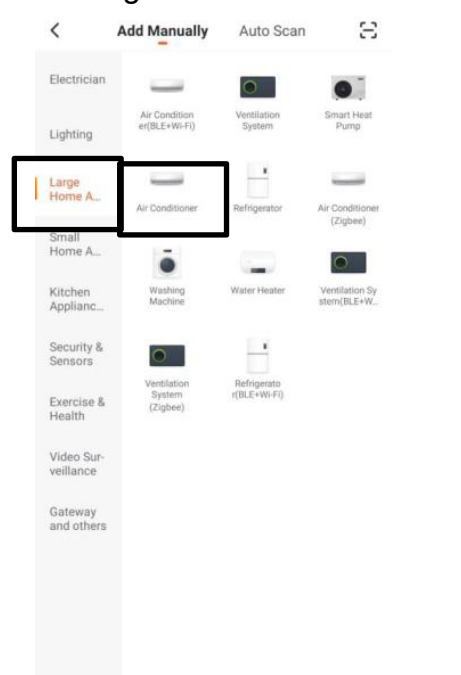 Add Manually Auto Scan
Electrician
Lighting
Large
Home A...
Small
Home A...
Kitchen
Applianc...
Security &
Sensors
Exercise &
Health
Video Sur-
veillance
Gateway
and others
Air Condition
er(BLE+Wi-Fi)
Ventilation
System
Smart Heat
Pump
Air Conditioner
Refrigerator
Air Conditioner
(Zigbee)
Washing
Machine
Water Heater
Ventilation Sy
stem(BLE+W...
Ventilation
System
(Zigbee)
Refrigerato
r(BLE+Wi-Fi)